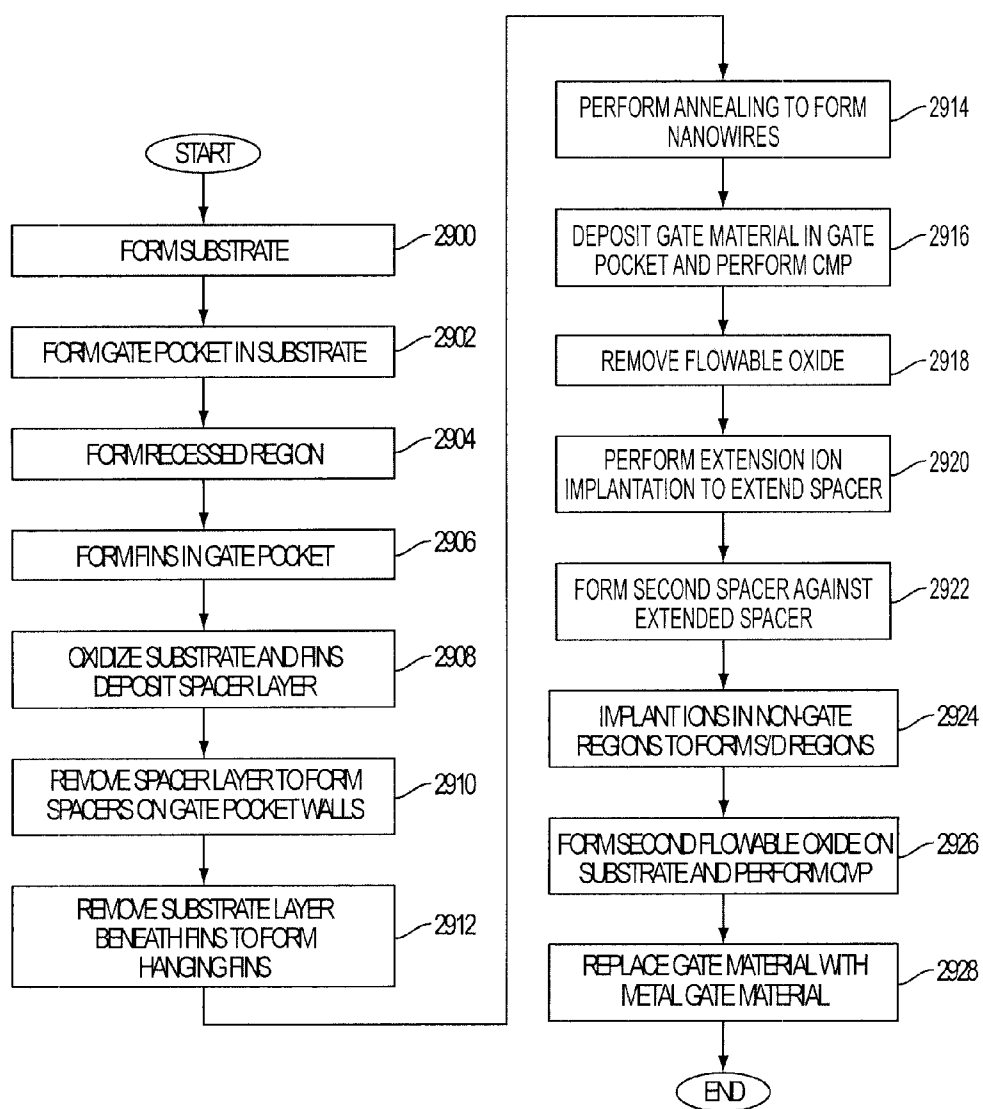 START
FORM SUBSTRATE
2900
FORM GATE POCKET IN SUBSTRATE
2902
FORM RECESSED REGION
2904
FORM FINS IN GATE POCKET
2906
OXIDIZE SUBSTRATE AND FINS
DEPOSIT SPACER LAYER
2908
REMOVE SPACER LAYER TO FORM
SPACERS ON GATE POCKET WALLS
2910
REMOVE SUBSTRATE LAYER
BENEATH FINS TO FORM
HANGING FINS
2912
PERFORM ANNEALING TO FORM
NANOWIRES
2914
DEPOSIT GATE MATERIAL IN GATE
POCKET AND PERFORM CMP
2916
REMOVE FLOWABLE OXIDE
2918
PERFORM EXTENSION ION
IMPLANTATION TO EXTEND SPACER
2920
FORM SECOND SPACER AGAINST
EXTENDED SPACER
2922
IMPLANT IONS IN NON-GATE
REGIONS TO FORM S/D REGIONS
2924
FORM SECOND FLOWABLE OXIDE ON
SUBSTRATE AND PERFORM CMP
2926
REPLACE GATE MATERIAL WITH
METAL GATE MATERIAL
2928
END